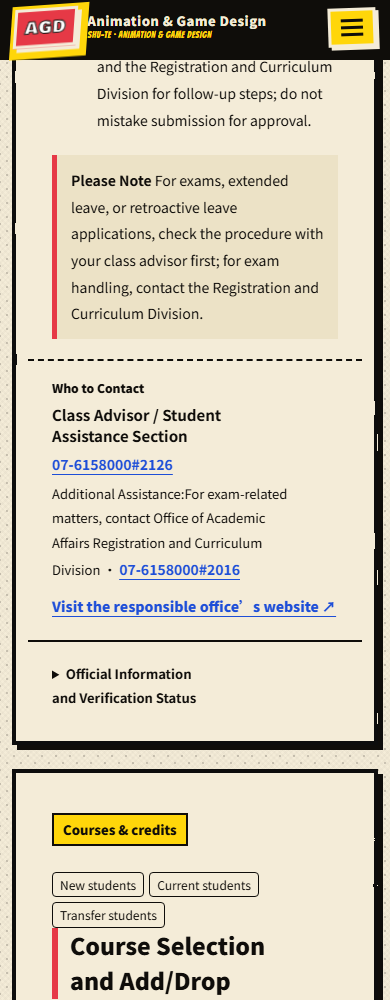 AGD
Animation & Game Design
SHU-TE · ANIMATION & GAME DESIGN
and the Registration and Curriculum
Division for follow-up steps; do not
mistake submission for approval.
Please Note For exams, extended
leave, or retroactive leave
applications, check the procedure with
your class advisor first; for exam
handling, contact the Registration and
Curriculum Division.
Who to Contact
Class Advisor / Student
Assistance Section
07-6158000#2126
Additional Assistance:For exam-related
matters, contact Office of Academic
Affairs Registration and Curriculum
Division・07-6158000#2016
Visit the responsible office’s website ↗
▶ Official Information
and Verification Status
Courses & credits
New students
Current students
Transfer students
Course Selection
and Add/Drop